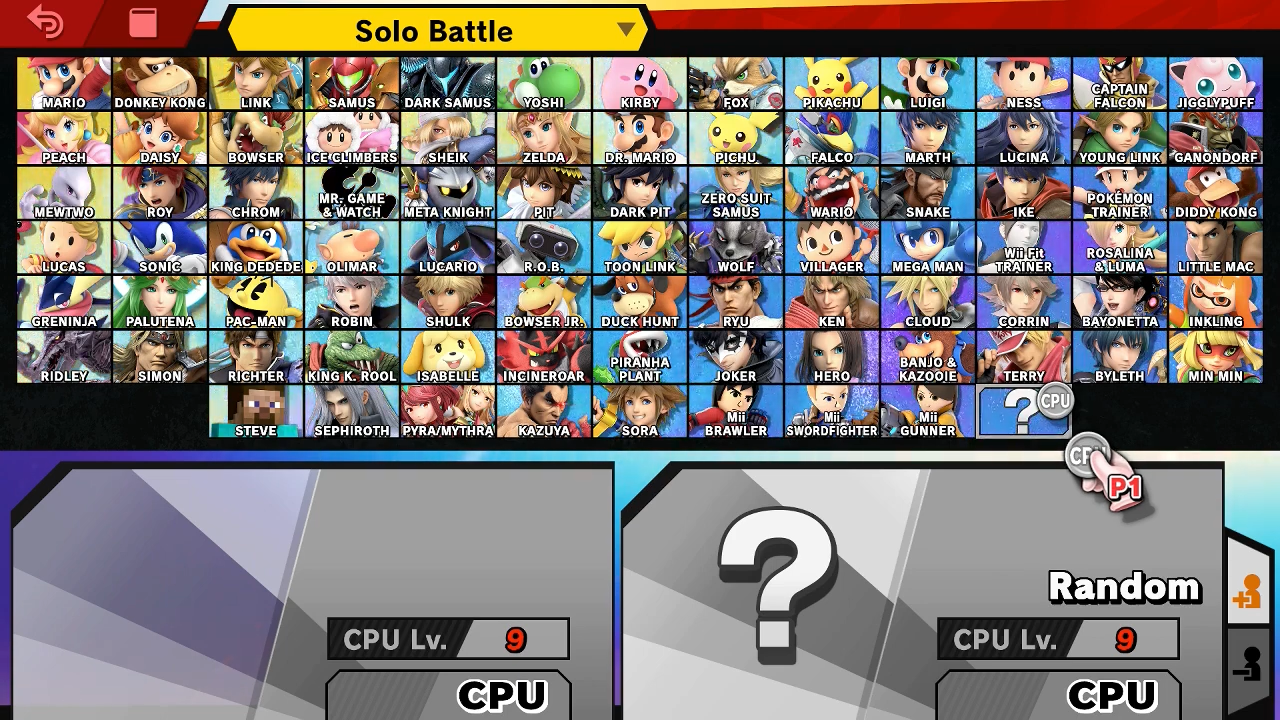 Solo Battle
MARIO DONKEY KONG LINK SAMUS DARK SAMUS YOSHI KIRBY FOX PIKACHU LUIGI NESS CAPTAIN FALCON JIGGLYPUFF
PEACH DAISY BOWSER ICE CLIMBERS SHEIK ZELDA DR. MARIO PICHU FALCO MARTH LUCINA YOUNG LINK GANONDORF
MEWTWO ROY CHROM MR. GAME & WATCH META KNIGHT PIT DARK PIT ZERO SUIT SAMUS WARIO SNAKE IKE POKÉMON TRAINER DIDDY KONG
LUCAS SONIC KING DEDEDE OLIMAR LUCARIO R.O.B. TOON LINK WOLF VILLAGER MEGA MAN Wii Fit TRAINER ROSALINA & LUMA LITTLE MAC
GRENINJA PALUTENA PAC-MAN ROBIN SHULK BOWSER JR. DUCK HUNT RYU KEN CLOUD CORRIN BAYONETTA INKLING
RIDLEY SIMON RICHTER KING K. ROOL ISABELLE INCINEROAR PIRANHA PLANT JOKER HERO BANJO & KAZOOIE TERRY BYLETH MIN MIN
STEVE SEPHIROTH PYRA/MYTHRA KAZUYA SORA Mii BRAWLER Mii SWORDFIGHTER Mii GUNNER ? CPU
CPU P1
?
Random
CPU Lv. 9 CPU Lv. 9
CPU CPU